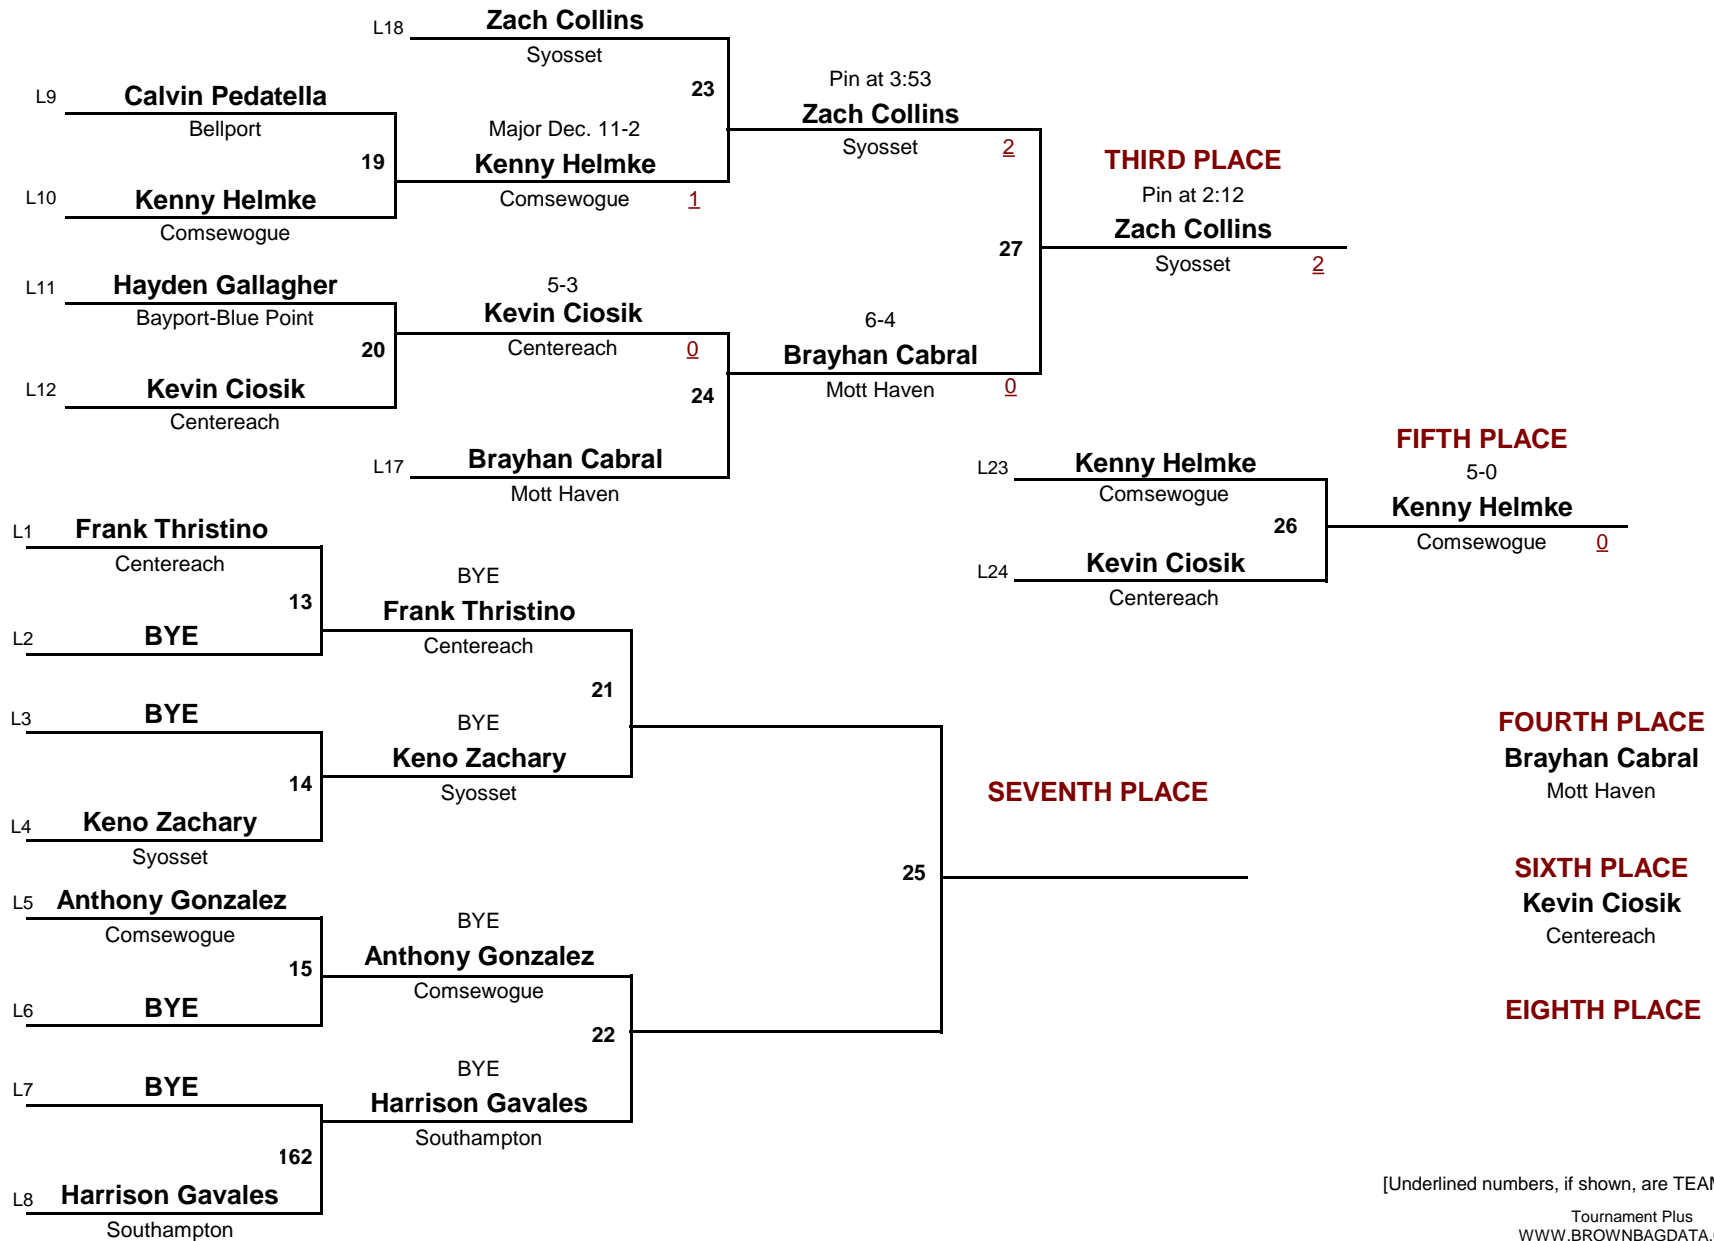 L18 Zach Collins
Syosset
23
L9 Calvin Pedatella
Bellport
19
L10 Kenny Helmke
Comsewogue
Major Dec. 11-2
Kenny Helmke
Comsewogue 1
Pin at 3:53
Zach Collins
Syosset 2
THIRD PLACE
Pin at 2:12
Zach Collins
Syosset 2
27
L11 Hayden Gallagher
Bayport-Blue Point
20
L12 Kevin Ciosik
Centereach
5-3
Kevin Ciosik
Centereach 0
24
L17 Brayhan Cabral
Mott Haven
6-4
Brayhan Cabral
Mott Haven 0
L23 Kenny Helmke
Comsewogue
26
L24 Kevin Ciosik
Centereach
FIFTH PLACE
5-0
Kenny Helmke
Comsewogue 0
L1 Frank Thristino
Centereach
13
L2 BYE
BYE
Frank Thristino
Centereach
21
L3 BYE
14
L4 Keno Zachary
Syosset
BYE
Keno Zachary
Syosset
SEVENTH PLACE
25
L5 Anthony Gonzalez
Comsewogue
15
L6 BYE
BYE
Anthony Gonzalez
Comsewogue
22
L7 BYE
162
L8 Harrison Gavales
Southampton
BYE
Harrison Gavales
Southampton
FOURTH PLACE
Brayhan Cabral
Mott Haven
SIXTH PLACE
Kevin Ciosik
Centereach
EIGHTH PLACE
[Underlined numbers, if shown, are TEAM
Tournament Plus
WWW.BROWNBAGDATA.